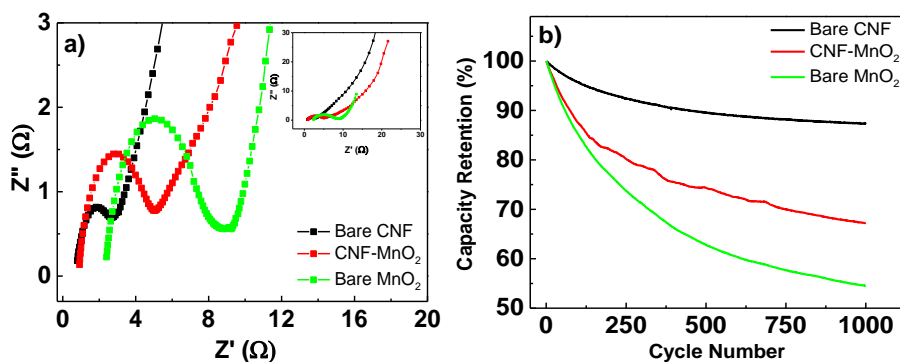 a)
Z'' (Ω)
3
2
1
0
0
4
8
12
16
20
Z' (Ω)
Bare CNF
CNF-MnO₂
Bare MnO₂
Z'' (Ω)
30
20
10
0
0
10
20
30
Z' (Ω)
b)
Capacity Retention (%)
100
90
80
70
60
50
0
250
500
750
1000
Cycle Number
Bare CNF
CNF-MnO₂
Bare MnO₂